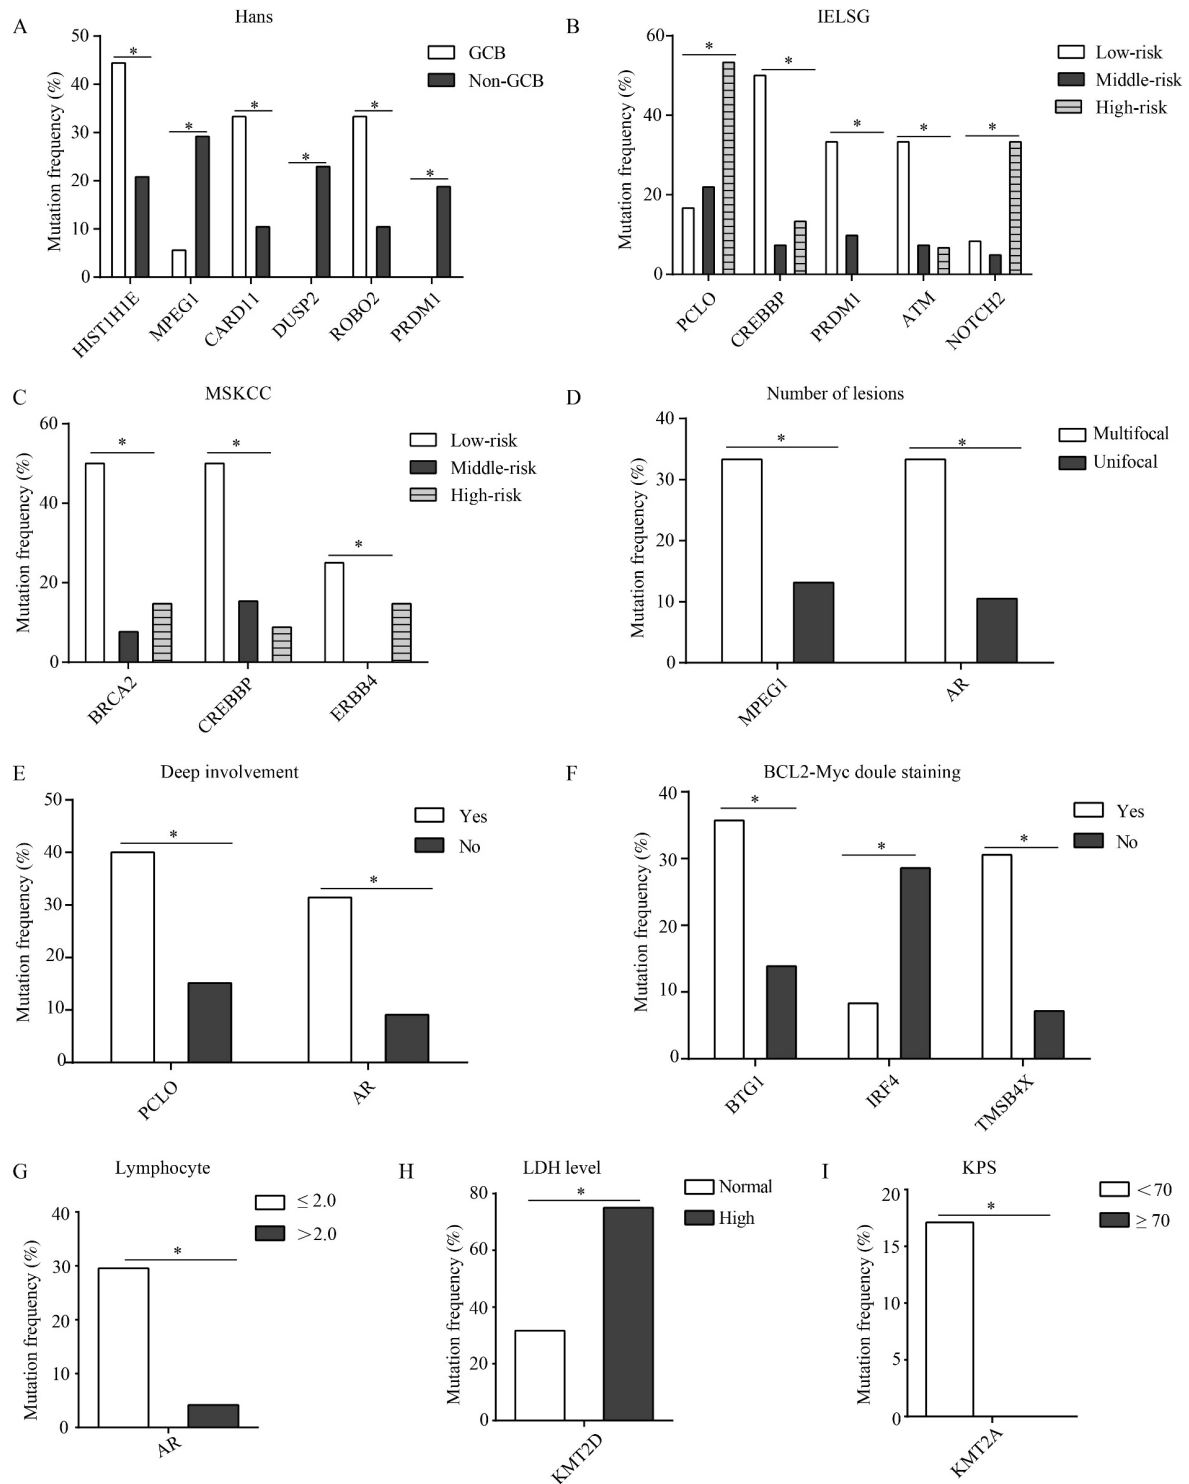 A
Hans
Mutation frequency (%)
50
40
30
20
10
0
* * * * * *
GCB
Non-GCB
HIST1H1E
MPEG1
CARD11
DUSP2
ROBO2
PRDM1
B
IELSG
Mutation frequency (%)
60
40
20
0
* * * * *
Low-risk
Middle-risk
High-risk
PCLO
CREBBP
PRDM1
ATM
NOTCH2
C
MSKCC
Mutation frequency (%)
60
40
20
0
* * *
Low-risk
Middle-risk
High-risk
BRCA2
CREBBP
ERBB4
D
Number of lesions
Mutation frequency (%)
40
30
20
10
0
* *
Multifocal
Unifocal
MPEG1
AR
E
Deep involvement
Mutation frequency (%)
50
40
30
20
10
0
* *
Yes
No
PCLO
AR
F
BCL2-Myc doule staining
Mutation frequency (%)
40
30
20
10
0
* * *
Yes
No
BTG1
IRF4
TMSB4X
G
Lymphocyte
Mutation frequency (%)
40
30
20
10
0
*
≤2.0
>2.0
AR
H
LDH level
Mutation frequency (%)
80
60
40
20
0
*
Normal
High
KMT2D
I
KPS
Mutation frequency (%)
20
15
10
5
0
*
<70
≥70
KMT2A